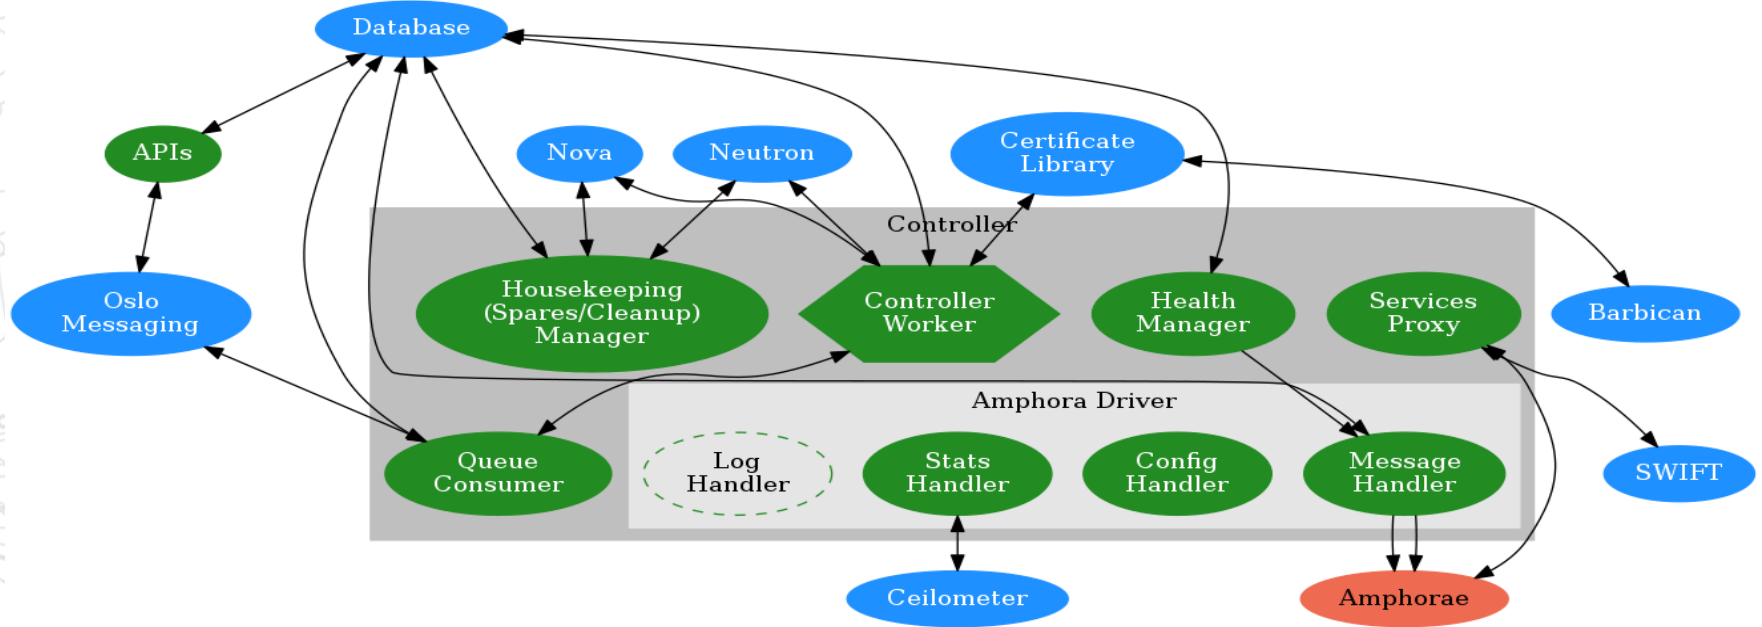 Database
APIs
Nova
Neutron
Certificate
Library
Controller
Oslo
Messaging
Housekeeping
(Spares/Cleanup)
Manager
Controller
Worker
Health
Manager
Services
Proxy
Barbican
Amphora Driver
Queue
Consumer
Log
Handler
Stats
Handler
Config
Handler
Message
Handler
SWIFT
Ceilometer
Amphorae